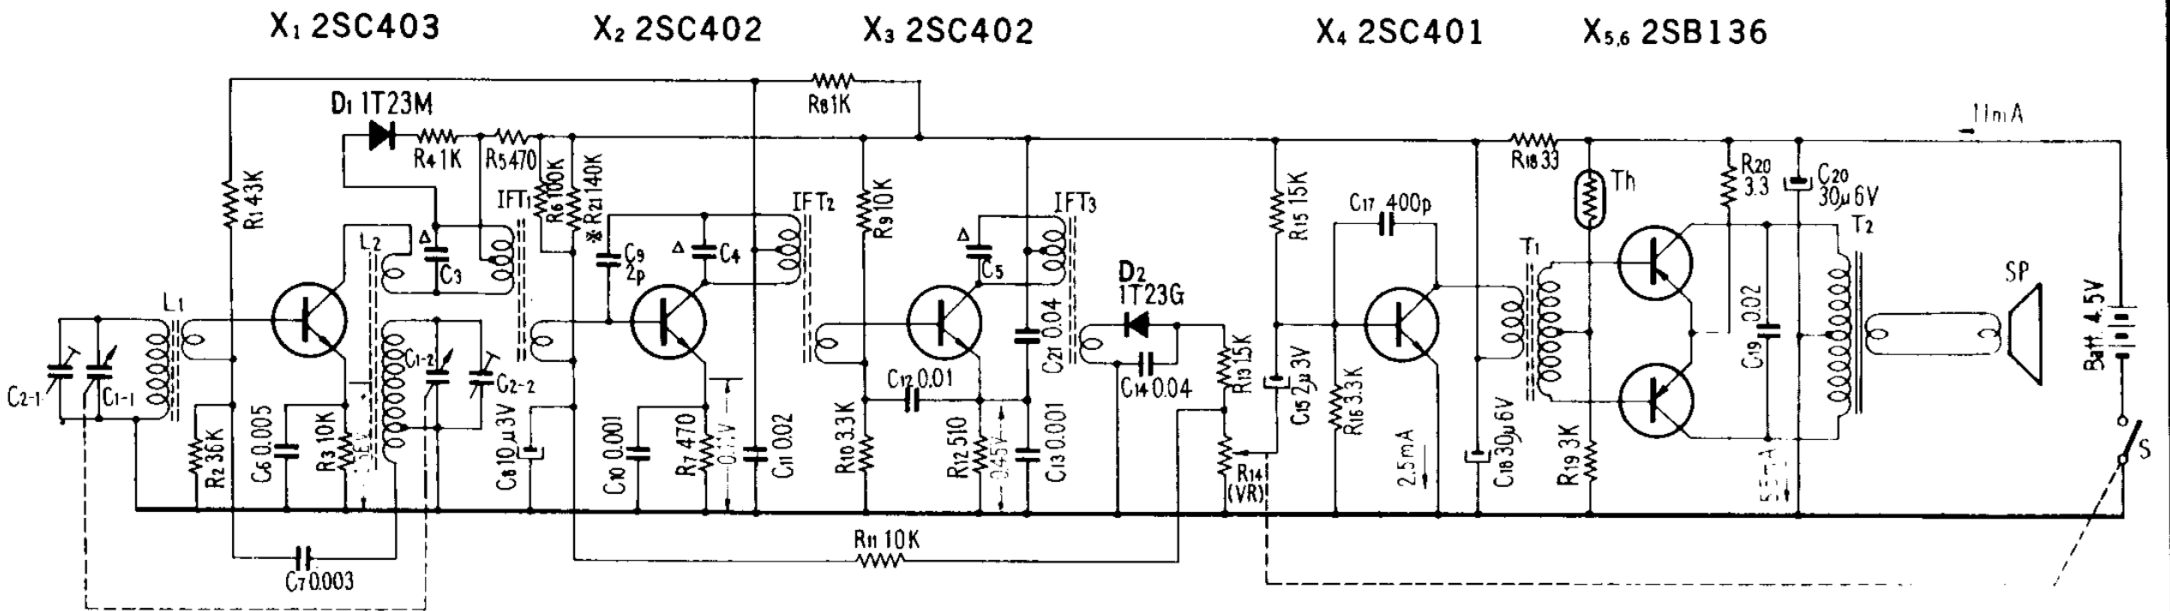 X1 2SC403
X2 2SC402
X3 2SC402
X4 2SC401
X5,6 2SB136
R8 1K
D1 1T23M
11mA
R4 1K
R5 470
R18 33
R1 43K
R6 100K
※R21 140K
IFT1
IFT2
R9 10K
IFT3
R15 15K
C17 400p
Th
R20
3.3
C20
30μ 6V
L2
Δ
C3
C9
2p
Δ
C4
Δ
C5
D2
1T23G
T1
T2
SP
L1
C21 0.04
C19 0.02
Batt 4.5V
C2-1
C1-1
C1-2
C2-2
C12 0.01
C14 0.04
R13 1.5K
C15 2μ 3V
R16 3.3K
R2 36K
C6 0.005
R3 10K
C8 10μ 3V
C10 0.001
R7 470
C11 0.02
R10 3.3K
R12 510
0.45V
C13 0.001
R14
(VR)
2.5mA
C18 30μ 6V
R19 3K
5.5mA
S
R11 10K
C7 0.003